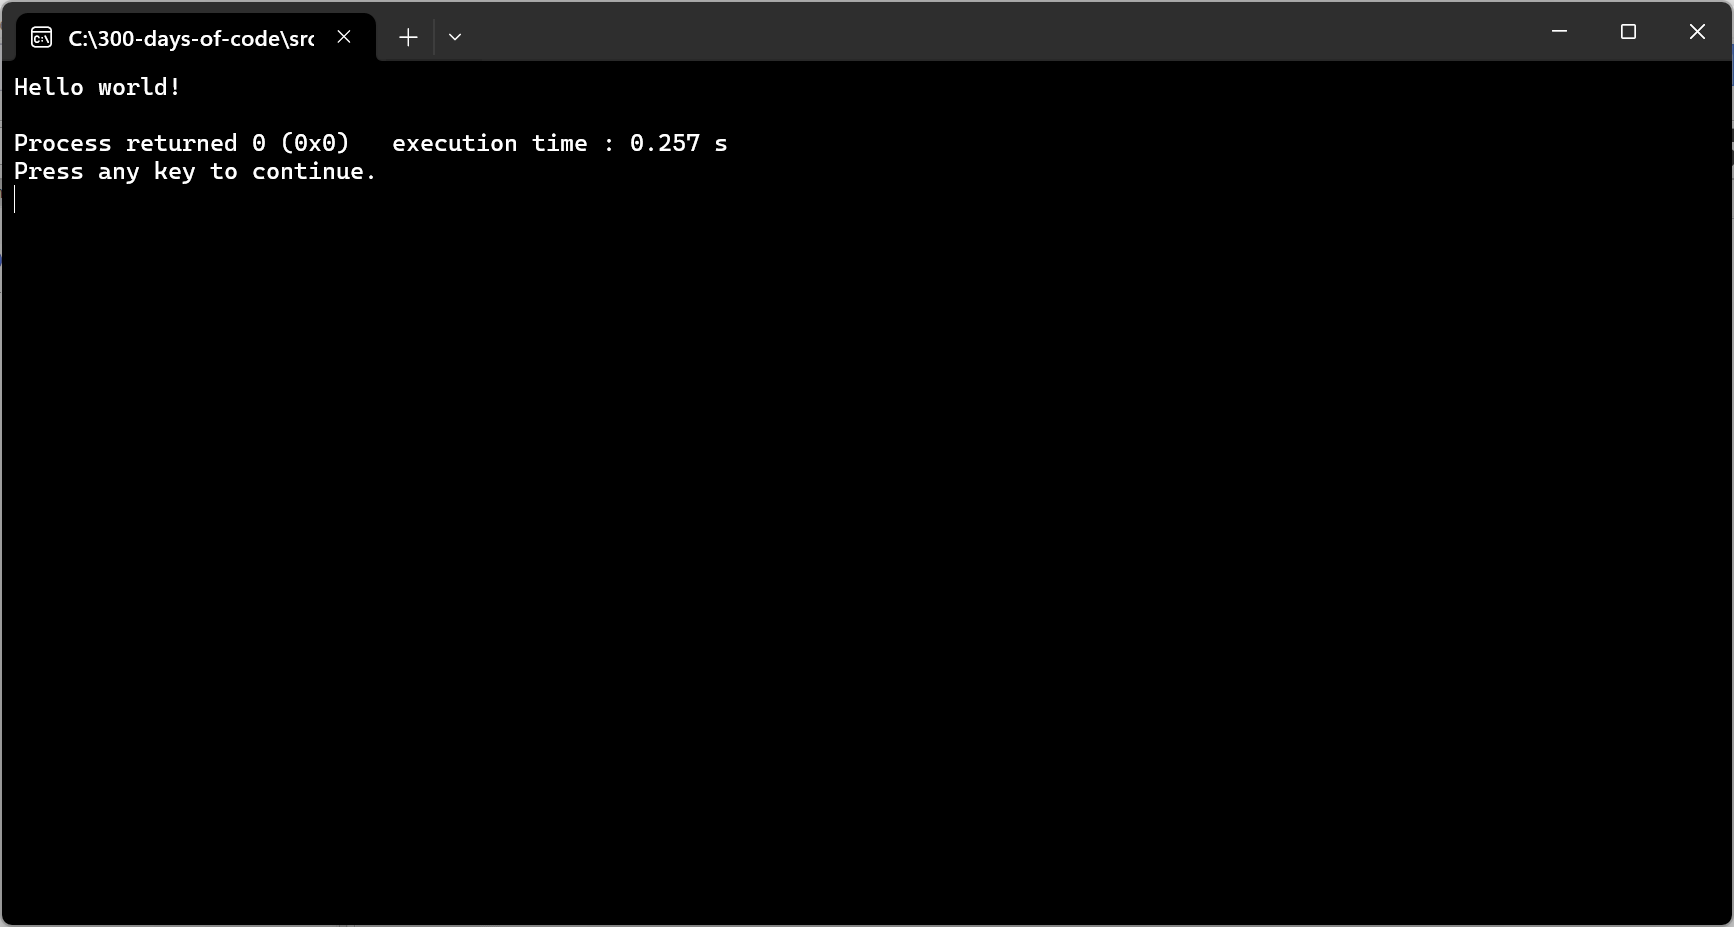 C:\300-days-of-code\src
Hello world!
Process returned 0 (0x0)   execution time : 0.257 s
Press any key to continue.